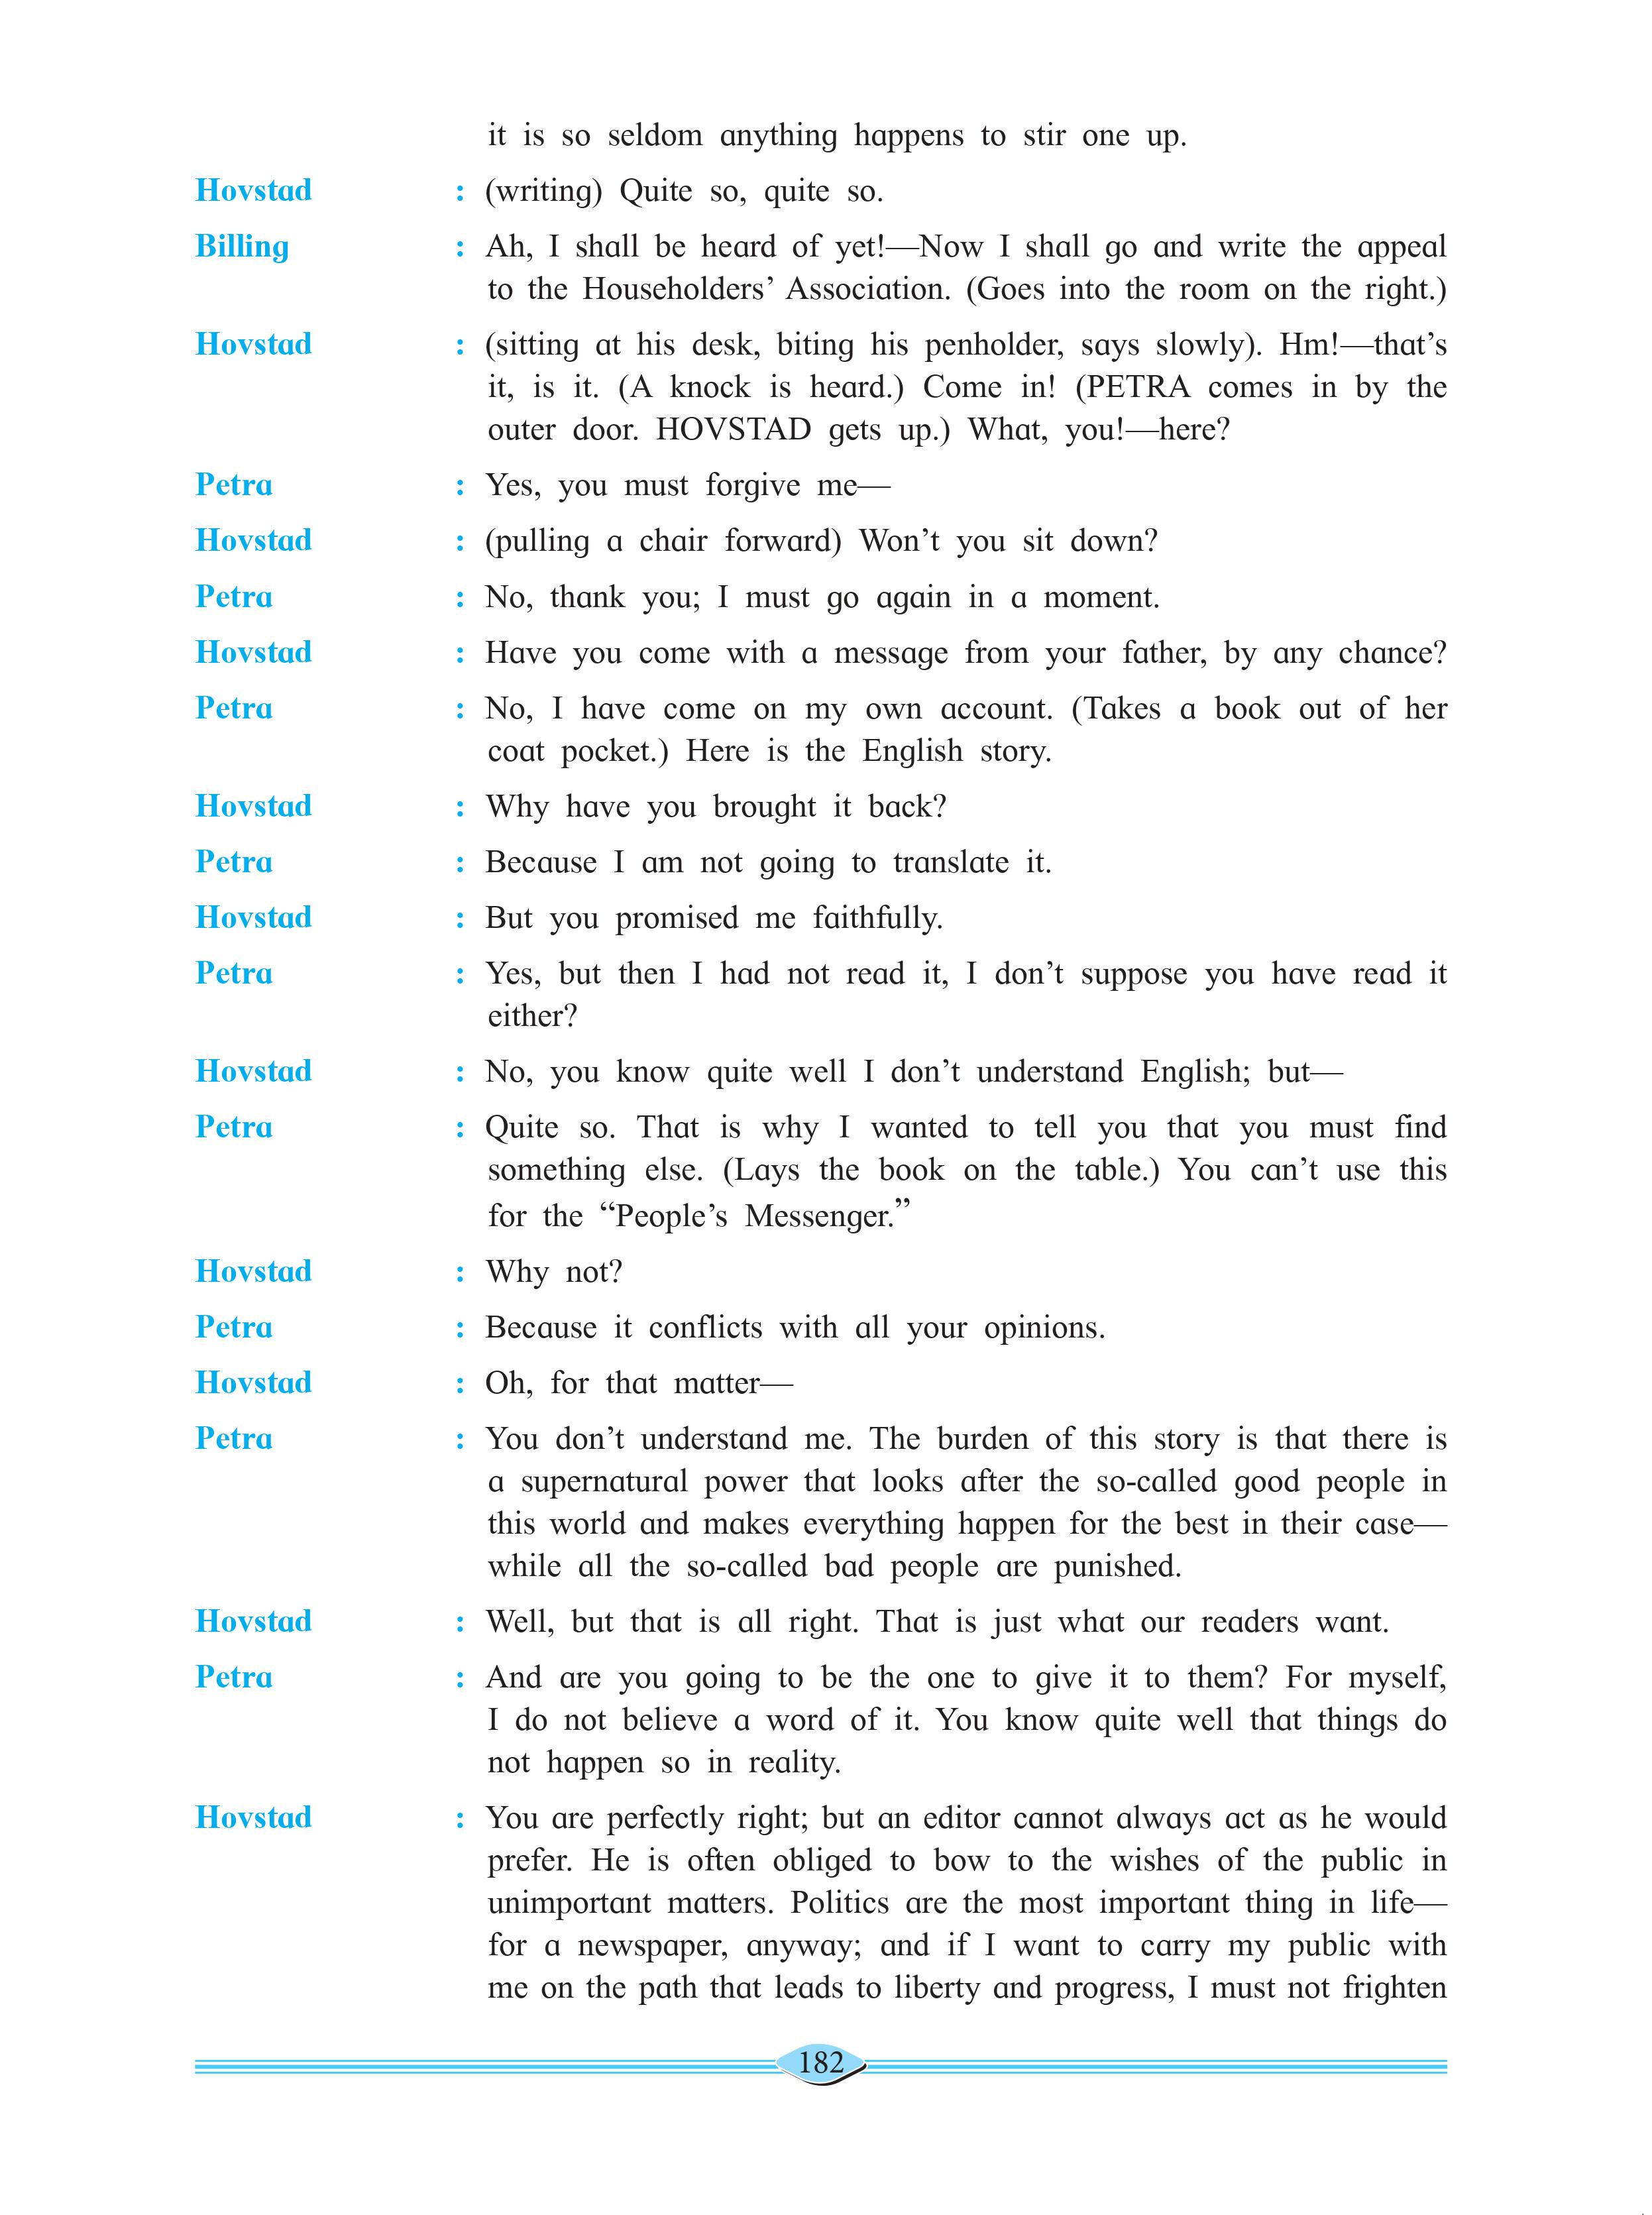 it is so seldom anything happens to stir one up.
Hovstad : (writing) Quite so, quite so.
Billing : Ah, I shall be heard of yet!—Now I shall go and write the appeal
to the Householders’ Association. (Goes into the room on the right.)
Hovstad : (sitting at his desk, biting his penholder, says slowly). Hm!—that’s
it, is it. (A knock is heard.) Come in! (PETRA comes in by the
outer door. HOVSTAD gets up.) What, you!—here?
Petra : Yes, you must forgive me—
Hovstad : (pulling a chair forward) Won’t you sit down?
Petra : No, thank you; I must go again in a moment.
Hovstad : Have you come with a message from your father, by any chance?
Petra : No, I have come on my own account. (Takes a book out of her
coat pocket.) Here is the English story.
Hovstad : Why have you brought it back?
Petra : Because I am not going to translate it.
Hovstad : But you promised me faithfully.
Petra : Yes, but then I had not read it, I don’t suppose you have read it
either?
Hovstad : No, you know quite well I don’t understand English; but—
Petra : Quite so. That is why I wanted to tell you that you must find
something else. (Lays the book on the table.) You can’t use this
for the “People’s Messenger.”
Hovstad : Why not?
Petra : Because it conflicts with all your opinions.
Hovstad : Oh, for that matter—
Petra : You don’t understand me. The burden of this story is that there is
a supernatural power that looks after the so-called good people in
this world and makes everything happen for the best in their case—
while all the so-called bad people are punished.
Hovstad : Well, but that is all right. That is just what our readers want.
Petra : And are you going to be the one to give it to them? For myself,
I do not believe a word of it. You know quite well that things do
not happen so in reality.
Hovstad : You are perfectly right; but an editor cannot always act as he would
prefer. He is often obliged to bow to the wishes of the public in
unimportant matters. Politics are the most important thing in life—
for a newspaper, anyway; and if I want to carry my public with
me on the path that leads to liberty and progress, I must not frighten
182